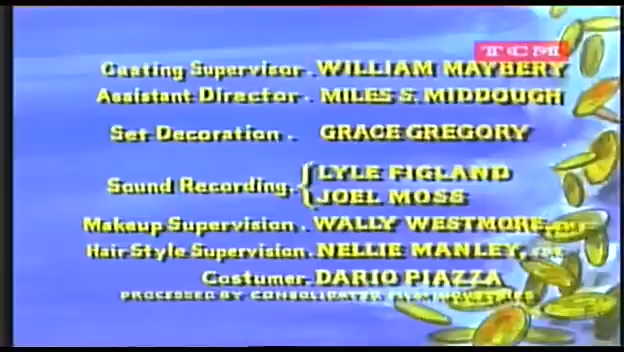 TCM
Casting Supervisor . WILLIAM MAYBERY
Assistant Director . MILES S. MIDDOUGH
Set Decoration . GRACE GREGORY
Sound Recording . LYLE FIGLAND
JOEL MOSS
Makeup Supervision . WALLY WESTMORE,
Hair Style Supervision . NELLIE MANLEY,
Costumer . DARIO PIAZZA
PROCESSED BY CONSOLIDATED FILM INDUSTRIES